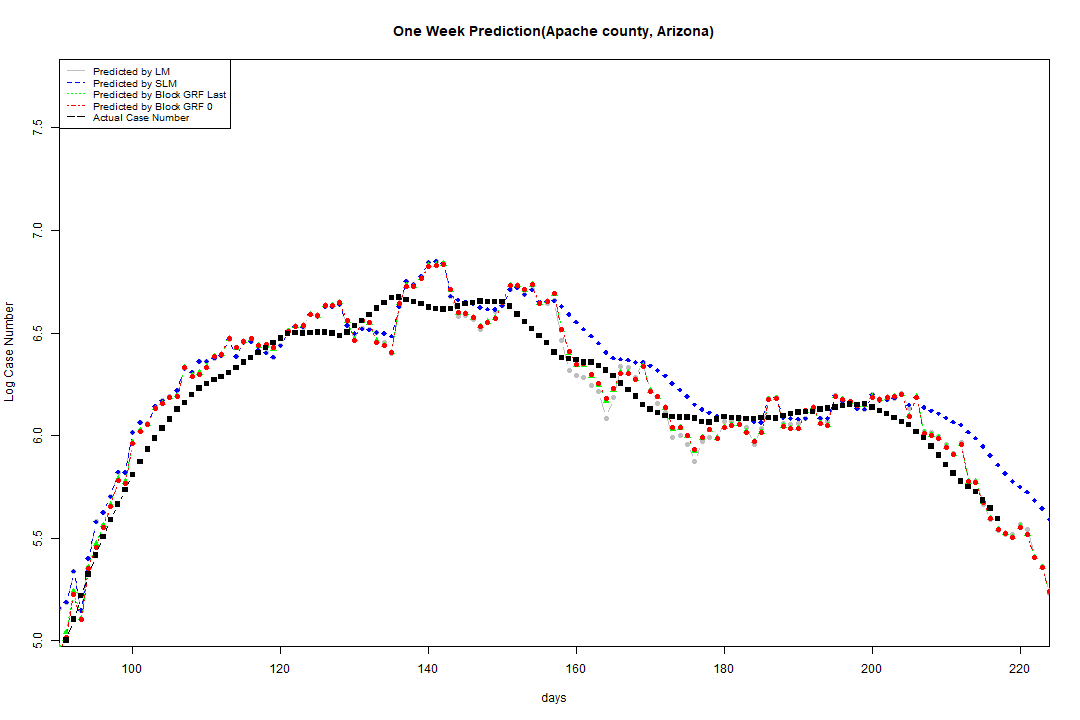 One Week Prediction(Apache county, Arizona)
Predicted by LM
Predicted by SLM
Predicted by Block GRF Last
Predicted by Block GRF 0
Actual Case Number
7.5
7.0
6.5
6.0
5.5
5.0
Log Case Number
100 120 140 160 180 200 220
days